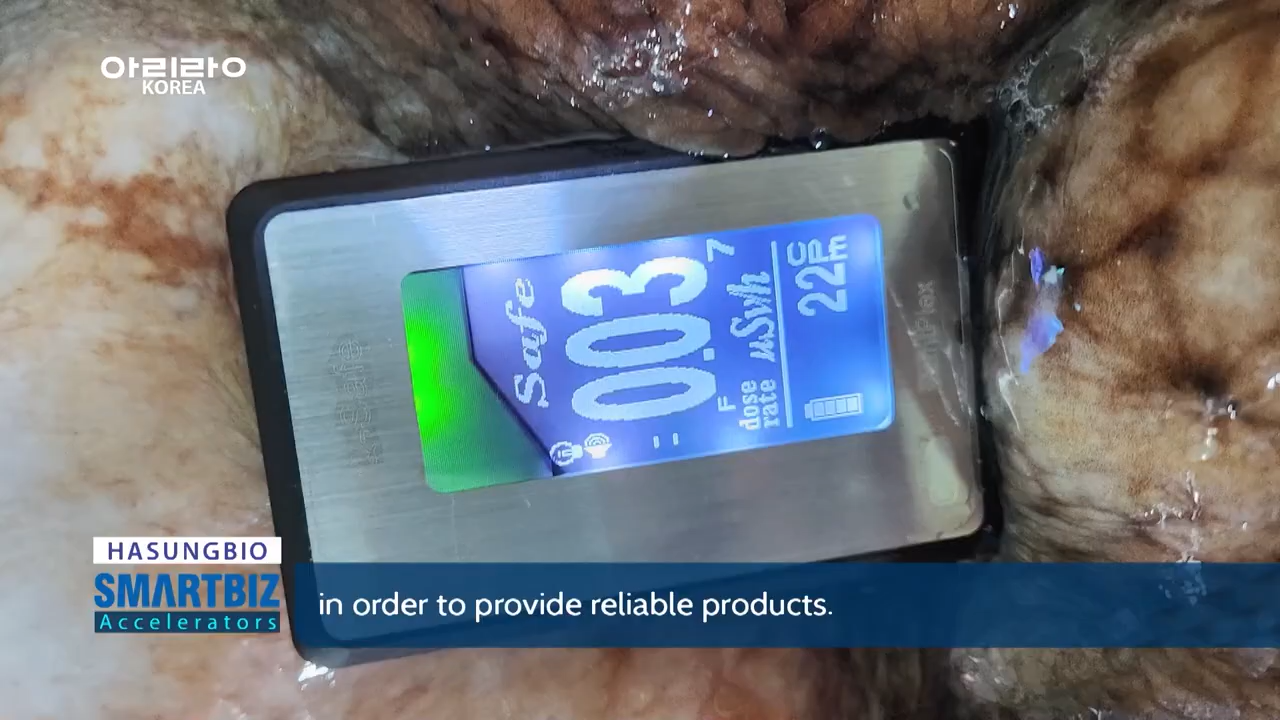 아리랑
KOREA
Safe
0.03
7
F
dose
rate
uSv/h
22
CPM
HASUNGBIO
SMARTBIZ
Accelerators
in order to provide reliable products.